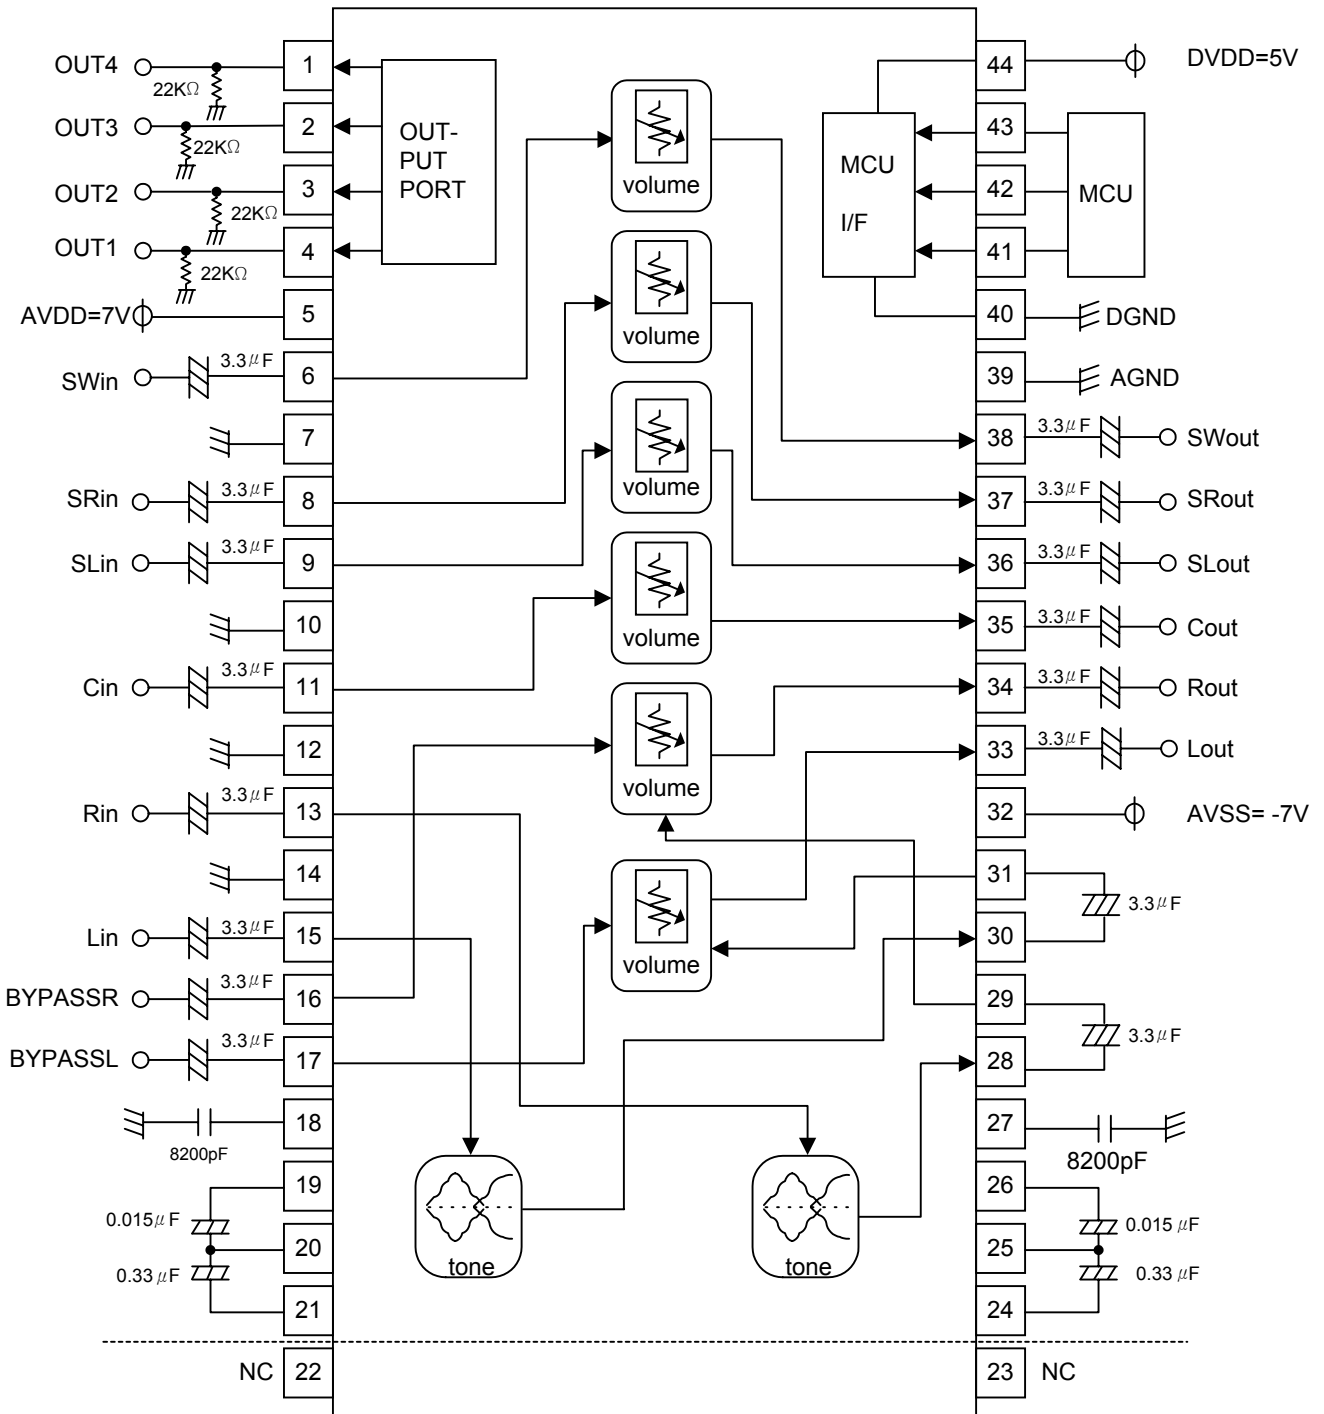 OUT4
22KΩ
1
OUT3
22KΩ
2
OUT2
22KΩ
3
OUT1
22KΩ
4
OUT-
PUT
PORT
AVDD=7V
5
SWin
3.3μF
6
7
SRin
3.3μF
8
SLin
3.3μF
9
10
Cin
3.3μF
11
12
Rin
3.3μF
13
14
Lin
3.3μF
15
BYPASSR
3.3μF
16
BYPASSL
3.3μF
17
8200pF
18
19
0.015μF
20
0.33μF
21
NC
22
volume
volume
volume
volume
volume
volume
tone
tone
44
DVDD=5V
43
MCU
I/F
42
MCU
41
40
DGND
39
AGND
38
3.3μF
SWout
37
3.3μF
SRout
36
3.3μF
SLout
35
3.3μF
Cout
34
3.3μF
Rout
33
3.3μF
Lout
32
AVSS= -7V
31
3.3μF
30
29
3.3μF
28
27
8200pF
26
0.015μF
25
0.33μF
24
23
NC